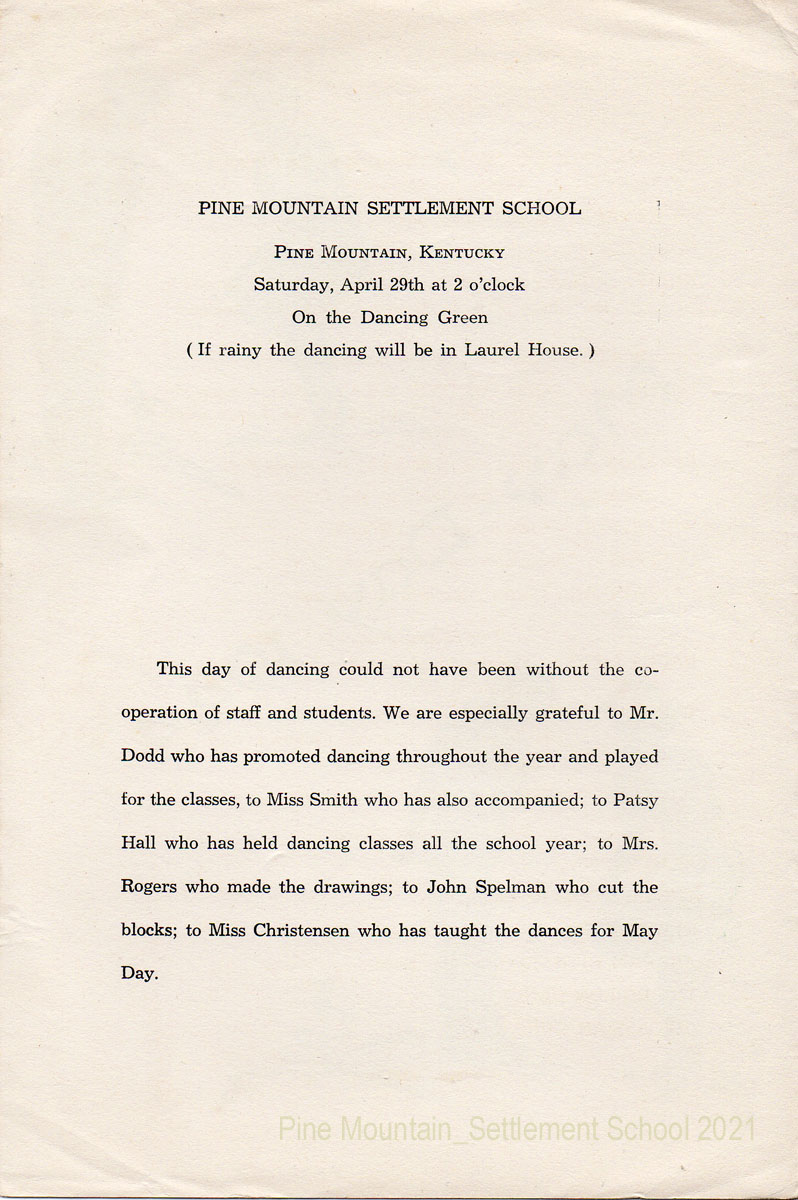 PINE MOUNTAIN SETTLEMENT SCHOOL
Pine Mountain, Kentucky
Saturday, April 29th at 2 o’clock
On the Dancing Green
( If rainy the dancing will be in Laurel House. )
This day of dancing could not have been without the co-
operation of staff and students. We are especially grateful to Mr.
Dodd who has promoted dancing throughout the year and played
for the classes, to Miss Smith who has also accompanied; to Patsy
Hall who has held dancing classes all the school year; to Mrs.
Rogers who made the drawings; to John Spelman who cut the
blocks; to Miss Christensen who has taught the dances for May
Day.
Pine Mountain_Settlement School 2021